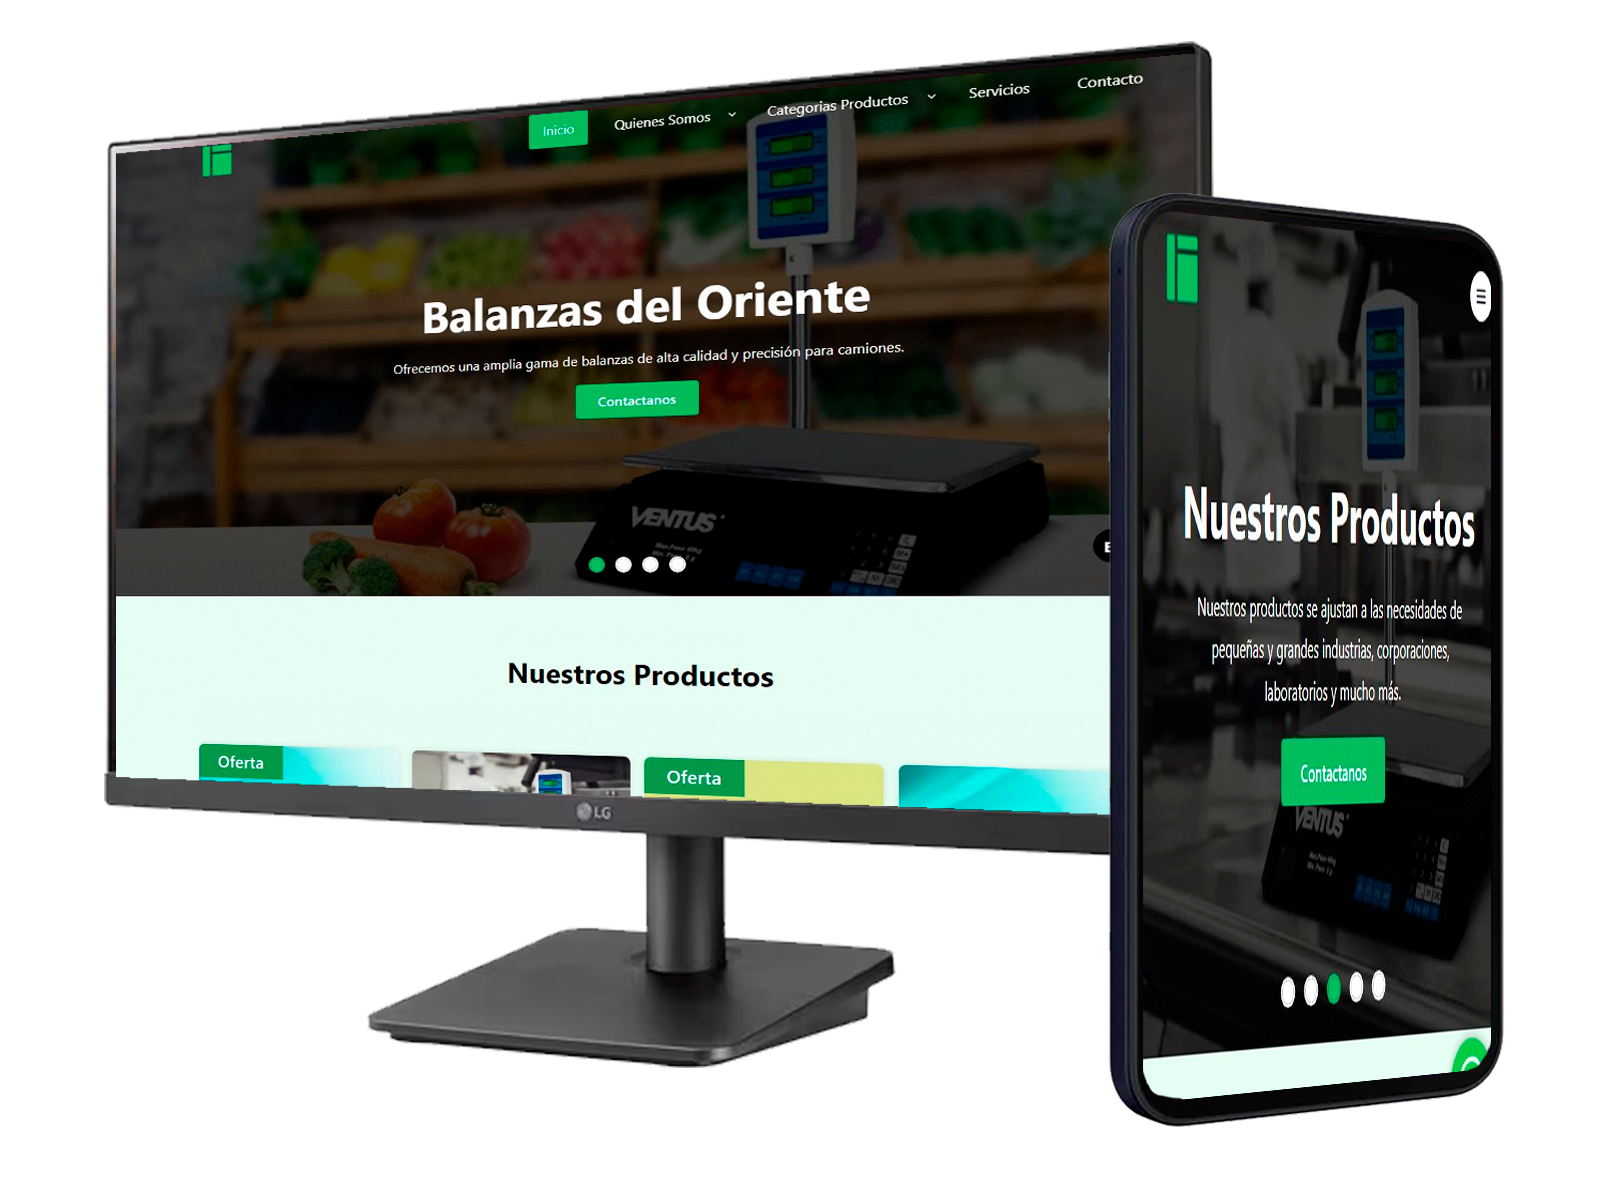 Inicio
Quienes Somos
Categorias Productos
Servicios
Contacto
Balanzas del Oriente
Ofrecemos una amplia gama de balanzas de alta calidad y precisión para camiones.
Contactanos
VENTUS
Nuestros Productos
Oferta
Oferta
LG
Nuestros Productos
Nuestros productos se ajustan a las necesidades de
pequeñas y grandes industrias, corporaciones,
laboratorios y mucho más.
Contactanos
VENTUS